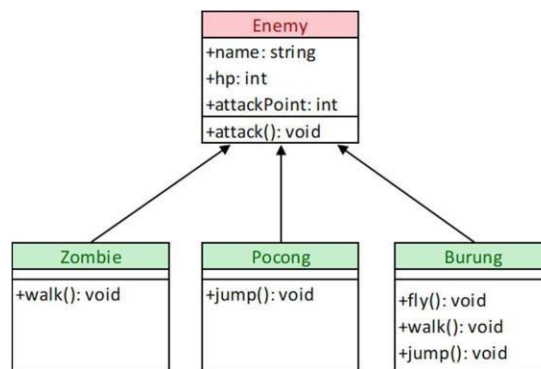 Enemy
+name: string
+hp: int
+attackPoint: int
+attack(): void
Zombie
+walk(): void
Pocong
+jump(): void
Burung
+fly(): void
+walk(): void
+jump(): void